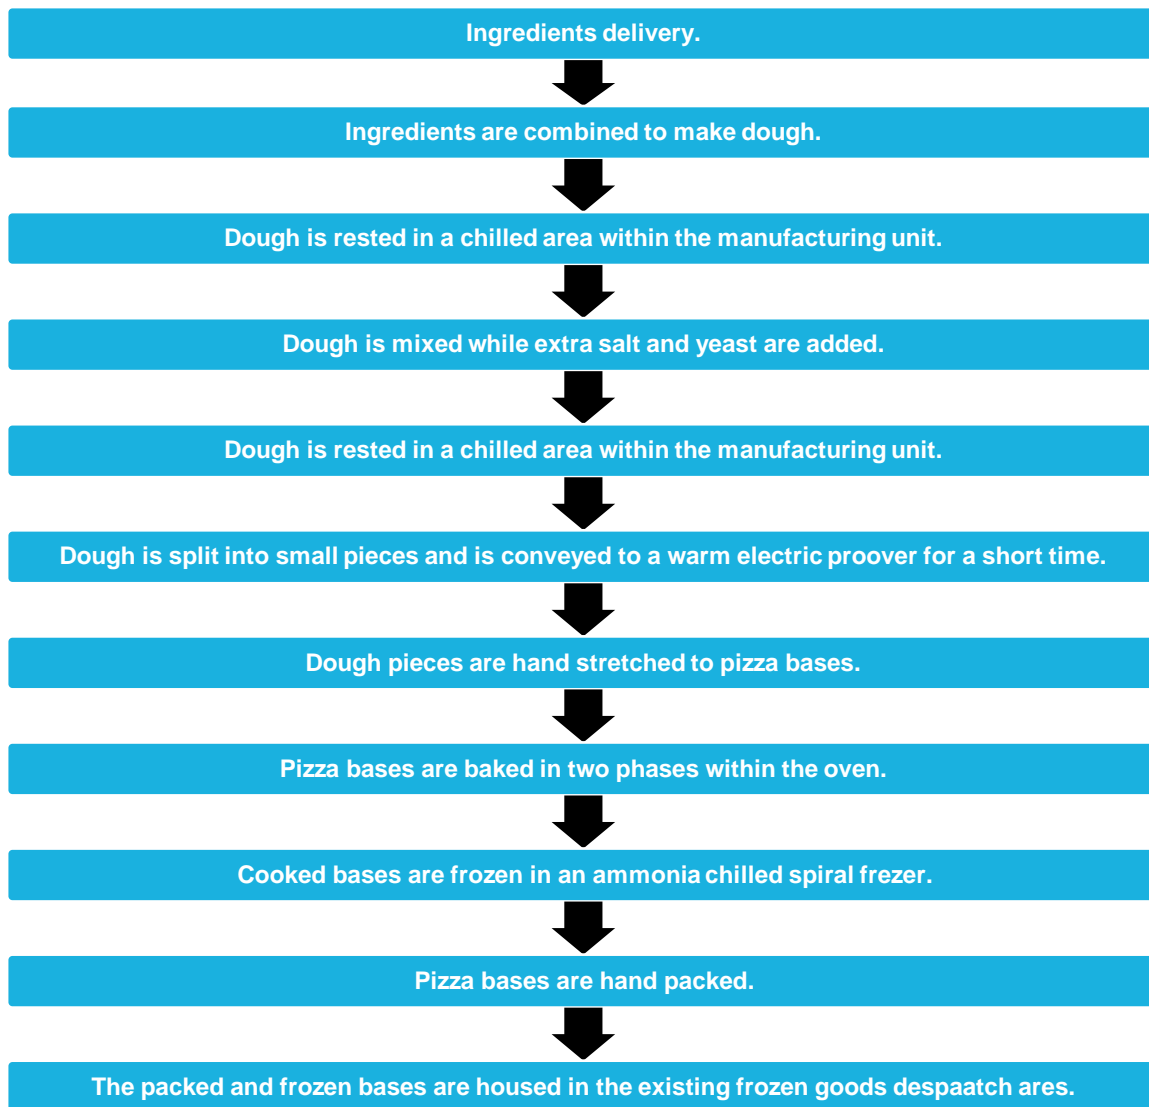 Ingredients delivery.
Ingredients are combined to make dough.
Dough is rested in a chilled area within the manufacturing unit.
Dough is mixed while extra salt and yeast are added.
Dough is rested in a chilled area within the manufacturing unit.
Dough is split into small pieces and is conveyed to a warm electric proover for a short time.
Dough pieces are hand stretched to pizza bases.
Pizza bases are baked in two phases within the oven.
Cooked bases are frozen in an ammonia chilled spiral frezer.
Pizza bases are hand packed.
The packed and frozen bases are housed in the existing frozen goods despaatch ares.